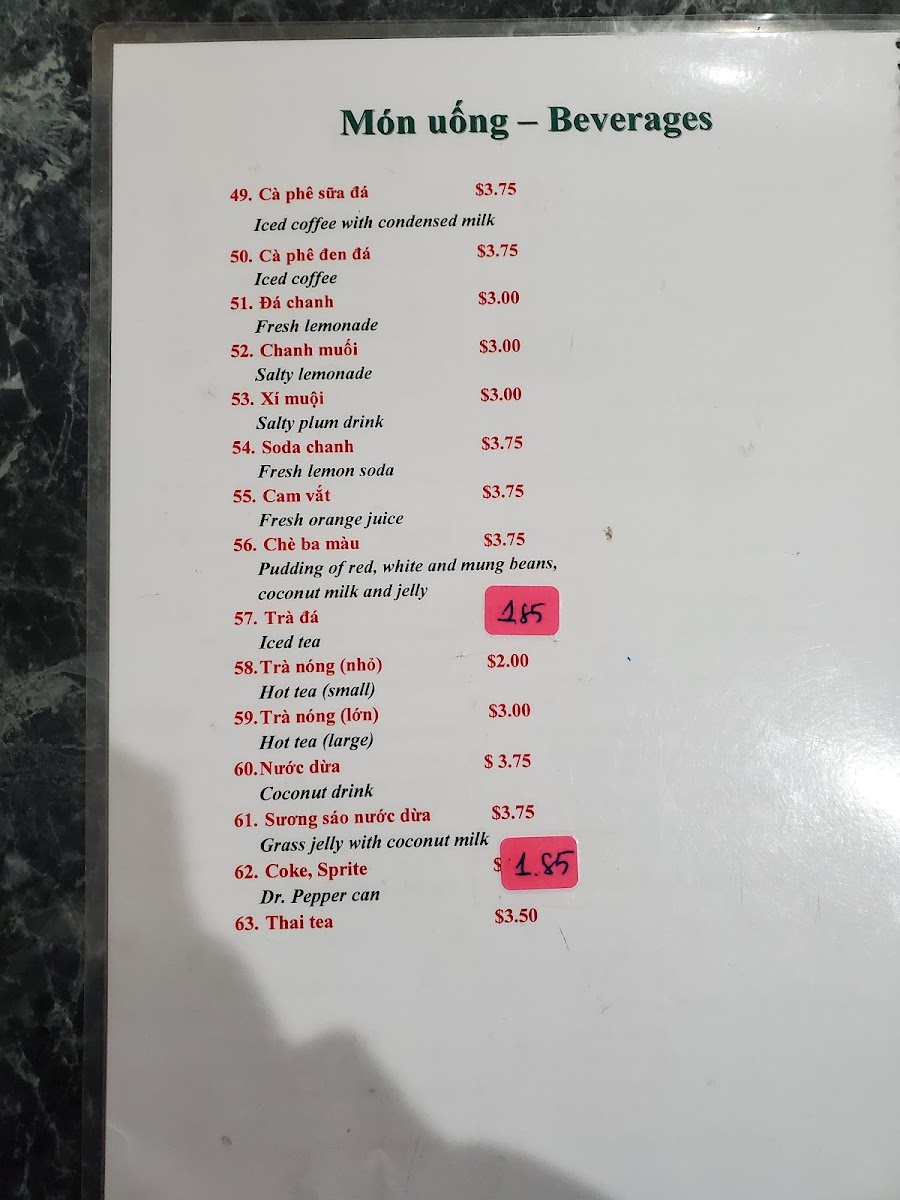 Món uống – Beverages
49. Cà phê sữa đá $3.75
Iced coffee with condensed milk
50. Cà phê đen đá $3.75
Iced coffee
51. Đá chanh $3.00
Fresh lemonade
52. Chanh muối $3.00
Salty lemonade
53. Xí muội $3.00
Salty plum drink
54. Soda chanh $3.75
Fresh lemon soda
55. Cam vắt $3.75
Fresh orange juice
56. Chè ba màu $3.75
Pudding of red, white and mung beans,
coconut milk and jelly
57. Trà đá 1.85
Iced tea
58. Trà nóng (nhỏ) $2.00
Hot tea (small)
59. Trà nóng (lớn) $3.00
Hot tea (large)
60. Nước dừa $ 3.75
Coconut drink
61. Sương sáo nước dừa $3.75
Grass jelly with coconut milk
62. Coke, Sprite $ 1.85
Dr. Pepper can
63. Thai tea $3.50